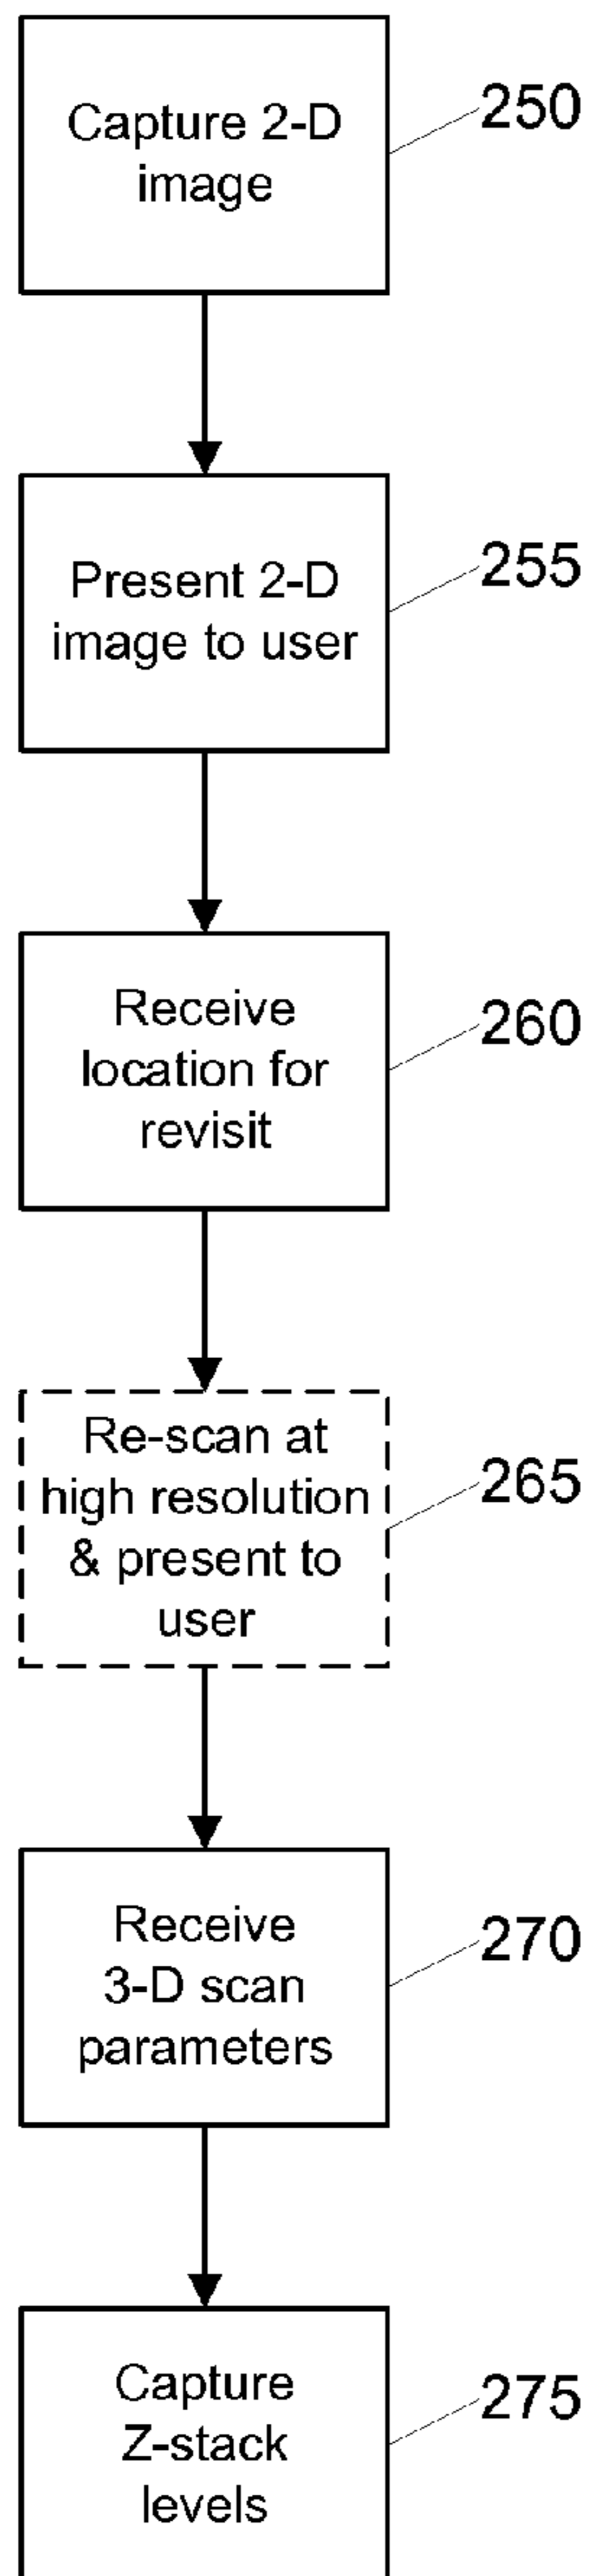 Capture 2-D
image
250
Present 2-D
image to user
255
Receive
location for
revisit
260
Re-scan at
high resolution
& present to
user
265
Receive
3-D scan
parameters
270
Capture
Z-stack
levels
275